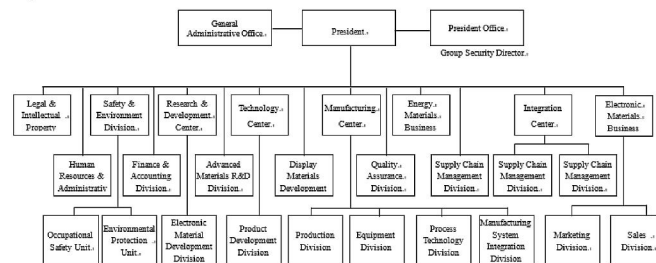 General
Administrative Office.
President.
President Office.
Group Security Director.
Legal &
Intellectual
Property
Safety &
Environment
Division.
Research &
Development.
Center.
Technology.
Center.
Manufacturing.
Center.
Energy.
Materials.
Business
Integration
Center.
Electronic.
Materials.
Business
Human
Resources &
Administrativ
Finance &
Accounting
Division.
Advanced
Materials R&D
Division.
Display
Materials
Development
Quality.
Assurance
Division.
Supply Chain
Management
Division.
Supply Chain
Management
Division.
Supply Chain
Management
Division.
Occupational
Safety Unit.
Environmental
Protection
Unit.
Electronic
Material
Development
Division
Product
Development
Division
Production
Division
Equipment
Division
Process
Technology
Division
Manufacturing
System
Integration
Division
Marketing
Division.
Sales
Division.